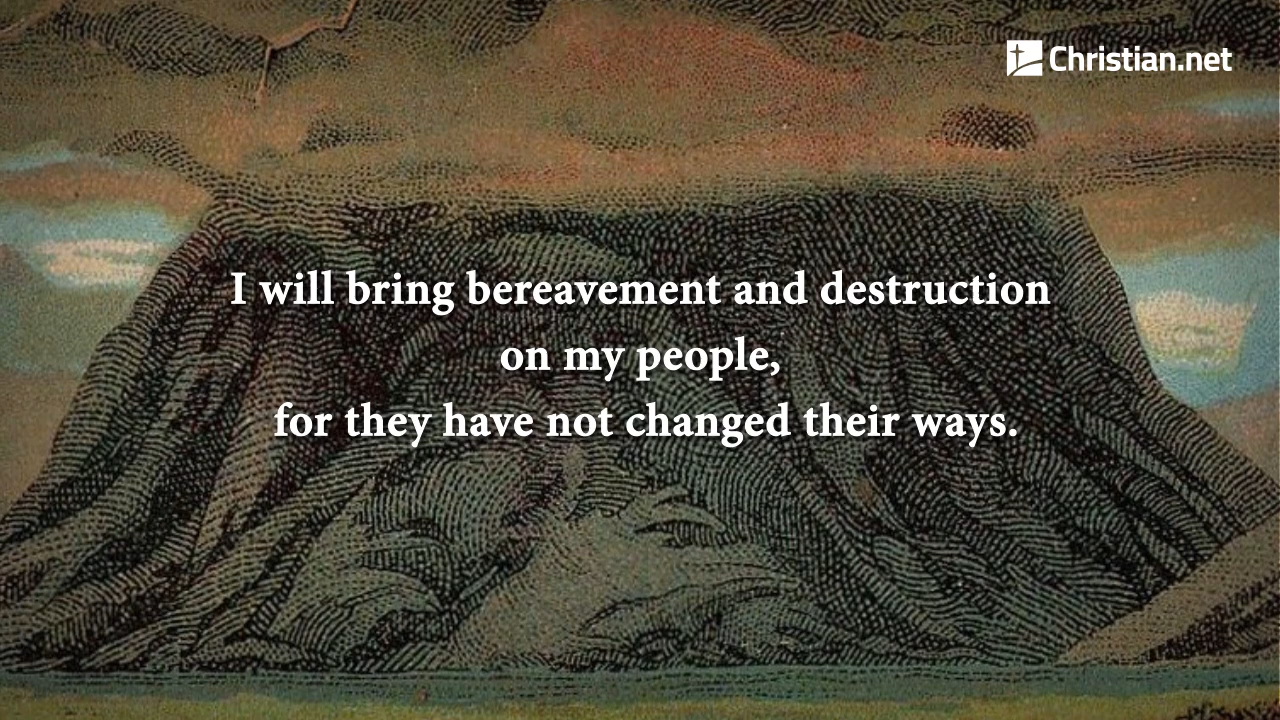 Christian.net
I will bring bereavement and destruction
on my people,
for they have not changed their ways.